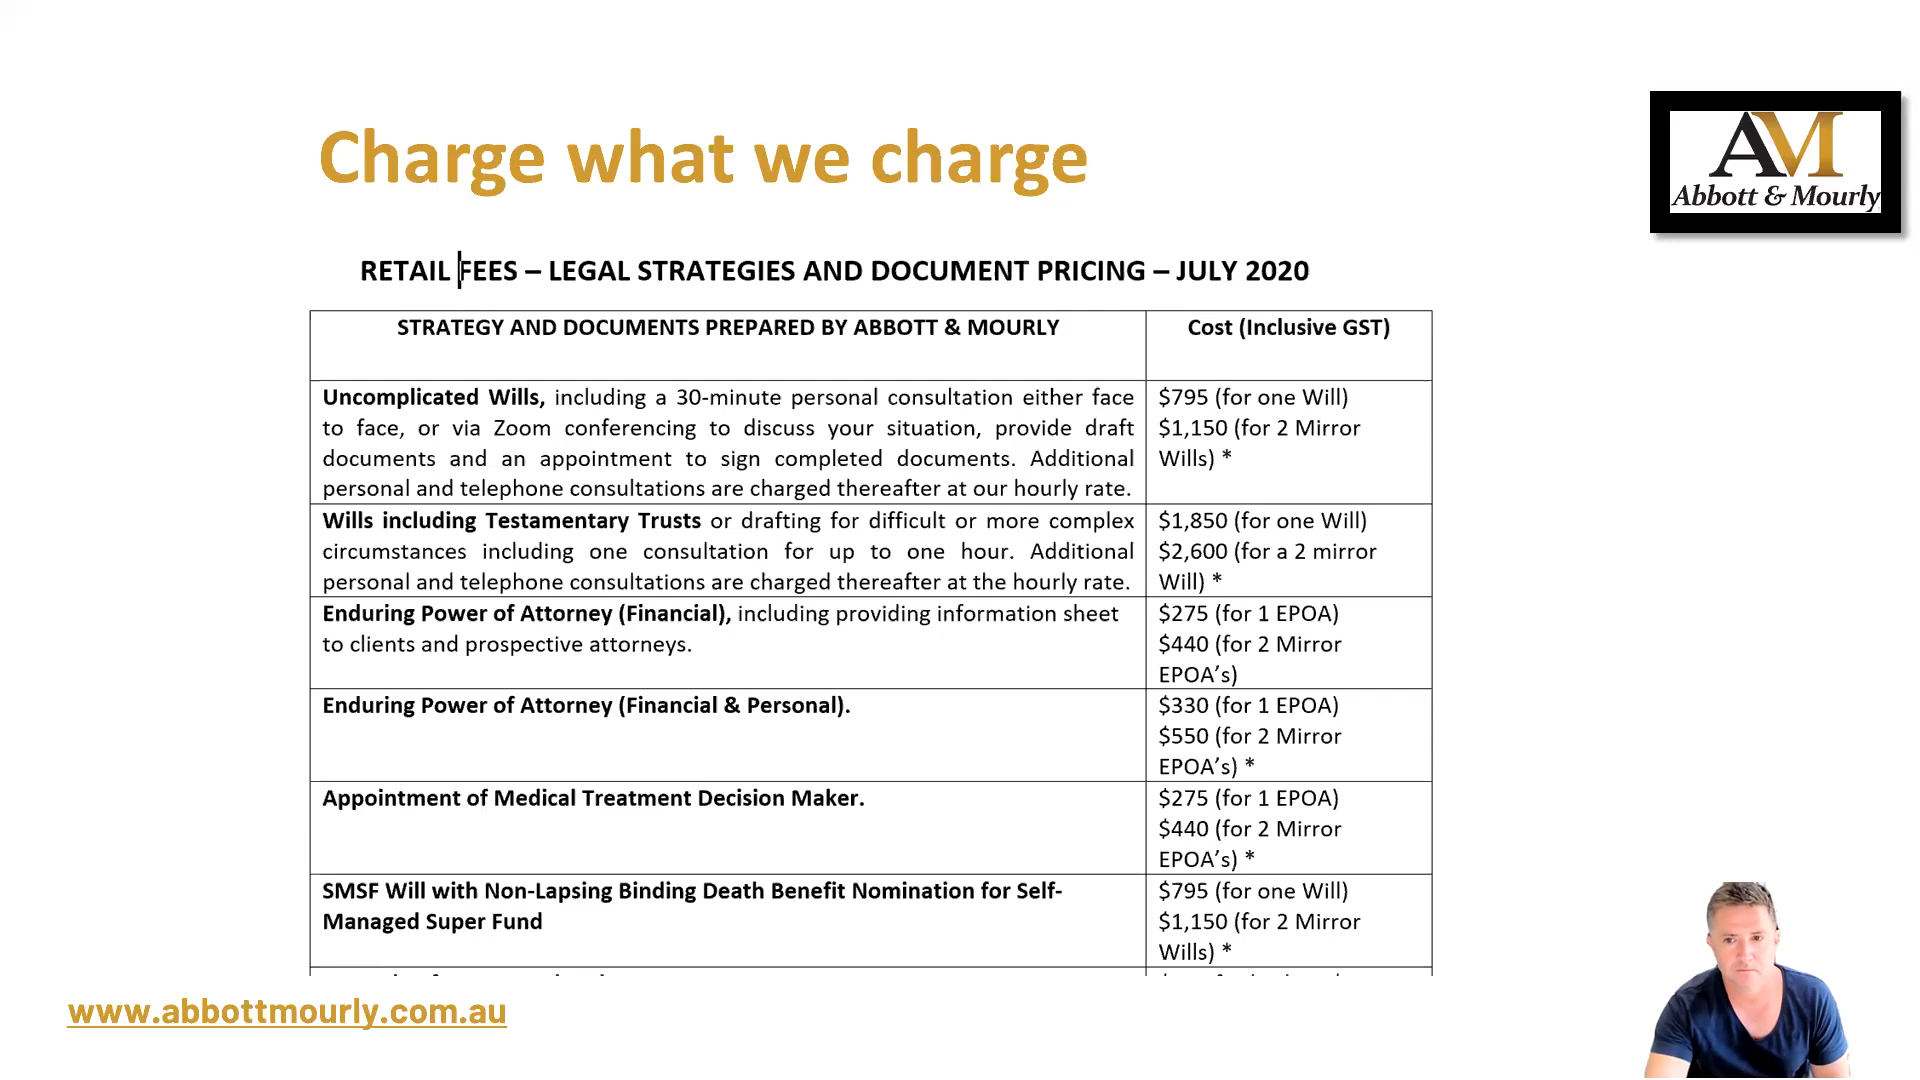 Charge what we charge
AM
Abbott & Mourly
RETAIL FEES – LEGAL STRATEGIES AND DOCUMENT PRICING – JULY 2020
STRATEGY AND DOCUMENTS PREPARED BY ABBOTT & MOURLY
Cost (Inclusive GST)
Uncomplicated Wills, including a 30-minute personal consultation either face
to face, or via Zoom conferencing to discuss your situation, provide draft
documents and an appointment to sign completed documents. Additional
personal and telephone consultations are charged thereafter at our hourly rate.
$795 (for one Will)
$1,150 (for 2 Mirror
Wills) *
Wills including Testamentary Trusts or drafting for difficult or more complex
circumstances including one consultation for up to one hour. Additional
personal and telephone consultations are charged thereafter at the hourly rate.
$1,850 (for one Will)
$2,600 (for a 2 mirror
Will) *
Enduring Power of Attorney (Financial), including providing information sheet
to clients and prospective attorneys.
$275 (for 1 EPOA)
$440 (for 2 Mirror
EPOA’s)
Enduring Power of Attorney (Financial & Personal).
$330 (for 1 EPOA)
$550 (for 2 Mirror
EPOA’s) *
Appointment of Medical Treatment Decision Maker.
$275 (for 1 EPOA)
$440 (for 2 Mirror
EPOA’s) *
SMSF Will with Non-Lapsing Binding Death Benefit Nomination for Self-
Managed Super Fund
$795 (for one Will)
$1,150 (for 2 Mirror
Wills) *
www.abbottmourly.com.au